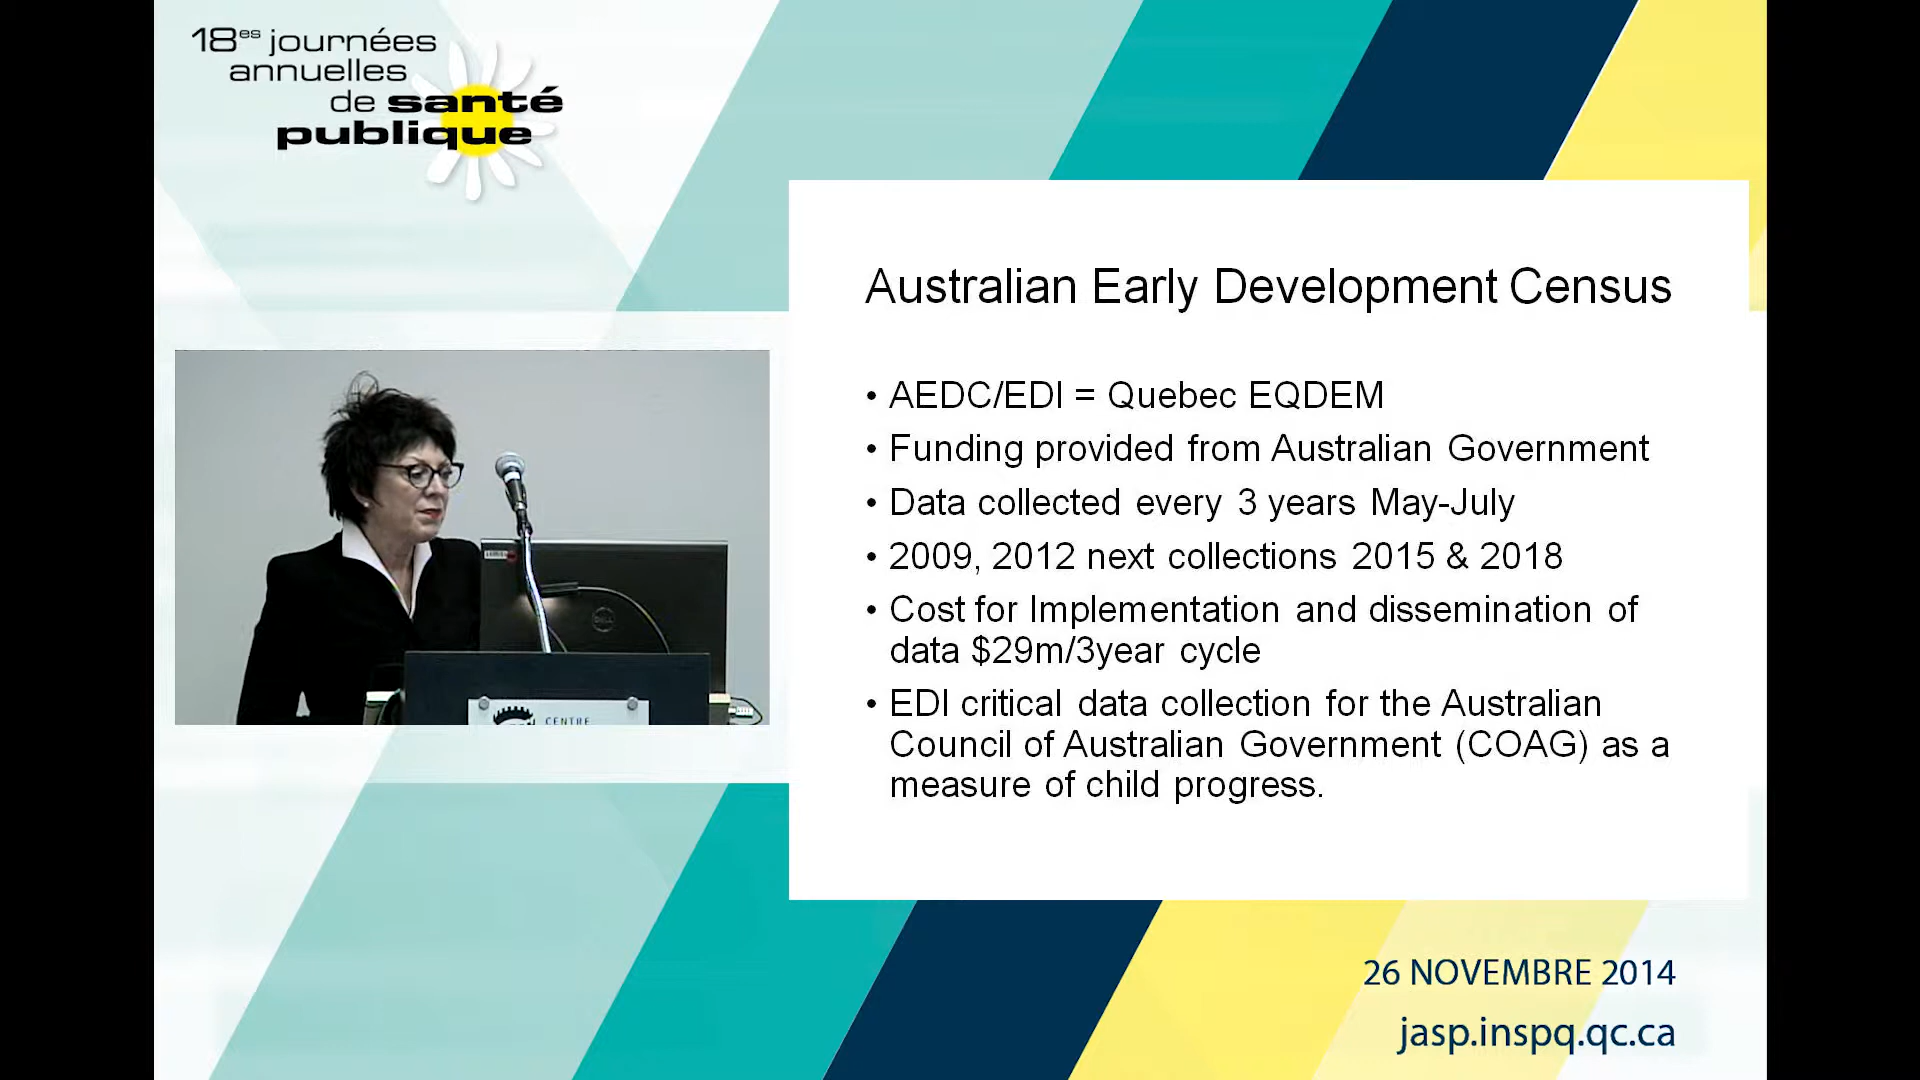 18es journées
annuelles
de santé
publique
Australian Early Development Census
• AEDC/EDI = Quebec EQDEM
• Funding provided from Australian Government
• Data collected every 3 years May-July
• 2009, 2012 next collections 2015 & 2018
• Cost for Implementation and dissemination of
data $29m/3year cycle
• EDI critical data collection for the Australian
Council of Australian Government (COAG) as a
measure of child progress.
DELL
CENTRE
26 NOVEMBRE 2014
jasp.inspq.qc.ca